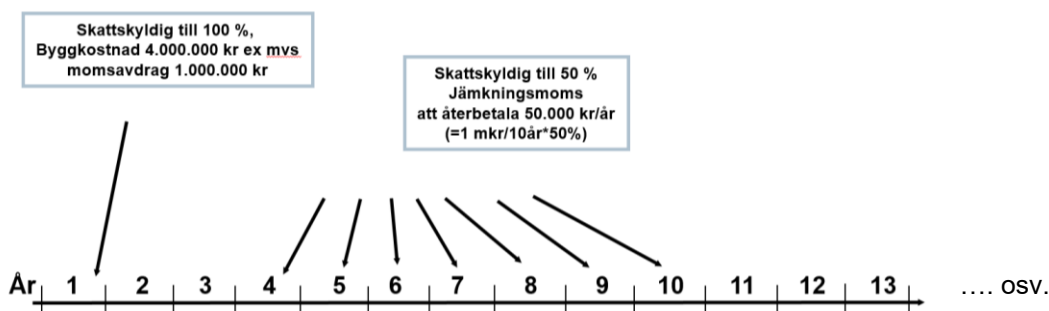 Skattskyldig till 100 %,
Byggkostnad 4.000.000 kr ex mvs
momsavdrag 1.000.000 kr
Skattskyldig till 50 %
Jämkningsmoms
att återbetala 50.000 kr/år
(=1 mkr/10år*50%)
År 1 2 3 4 5 6 7 8 9 10 11 12 13 .... osv.